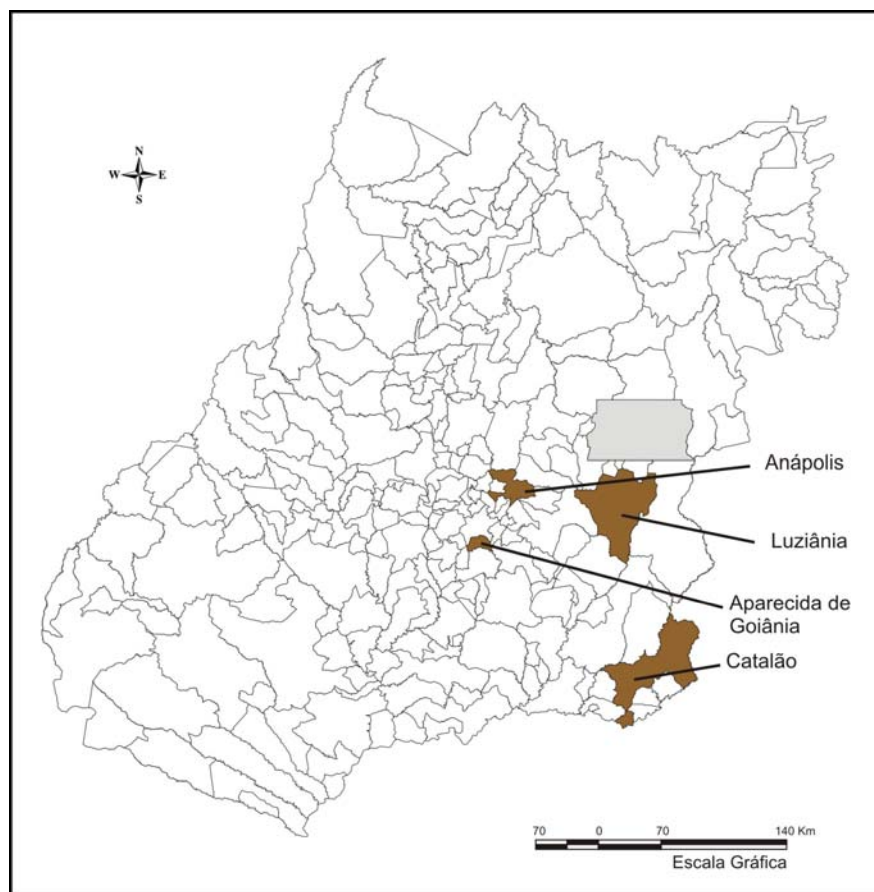 N
W E
S
Anápolis
Luziânia
Aparecida de
Goiânia
Catalão
70 0 70 140 Km
Escala Gráfica